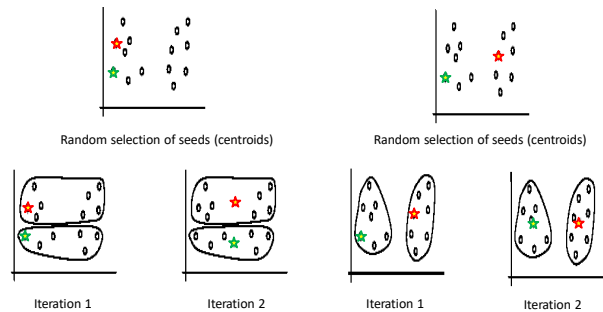 Random selection of seeds (centroids)
Random selection of seeds (centroids)
Iteration 1
Iteration 2
Iteration 1
Iteration 2